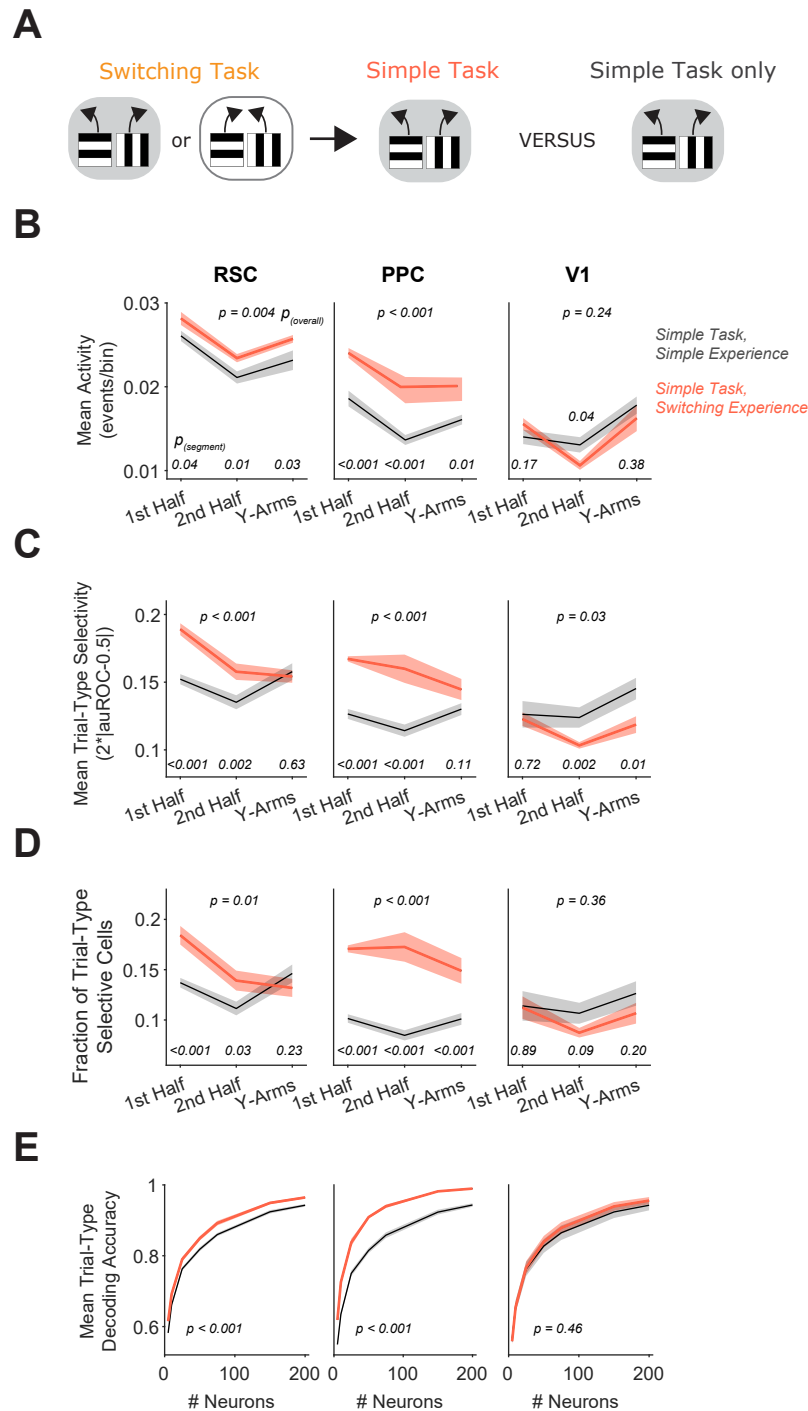 A
Switching Task
Simple Task
Simple Task only
or
VERSUS
B
RSC
PPC
V1
Mean Activity
(events/bin)
0.03
0.02
0.01
p = 0.004
p (overall)
p (segment)
0.04
0.01
0.03
p < 0.001
<0.001
<0.001
0.01
p = 0.24
0.17
0.04
0.38
Simple Task,
Simple Experience
Simple Task,
Switching Experience
1st Half
2nd Half
Y-Arms
1st Half
2nd Half
Y-Arms
1st Half
2nd Half
Y-Arms
C
Mean Trial-Type Selectivity
(2*|auROC-0.5|)
0.2
0.15
0.1
p < 0.001
<0.001
0.002
0.63
p < 0.001
<0.001
<0.001
0.11
p = 0.03
0.72
0.002
0.01
1st Half
2nd Half
Y-Arms
1st Half
2nd Half
Y-Arms
1st Half
2nd Half
Y-Arms
D
Fraction of Trial-Type
Selective Cells
0.2
0.15
0.1
p = 0.01
<0.001
0.03
0.23
p < 0.001
<0.001
<0.001
<0.001
p = 0.36
0.89
0.09
0.20
1st Half
2nd Half
Y-Arms
1st Half
2nd Half
Y-Arms
1st Half
2nd Half
Y-Arms
E
Mean Trial-Type
Decoding Accuracy
1
0.8
0.6
p < 0.001
p < 0.001
p = 0.46
0
200
0
200
0
200
# Neurons
# Neurons
# Neurons